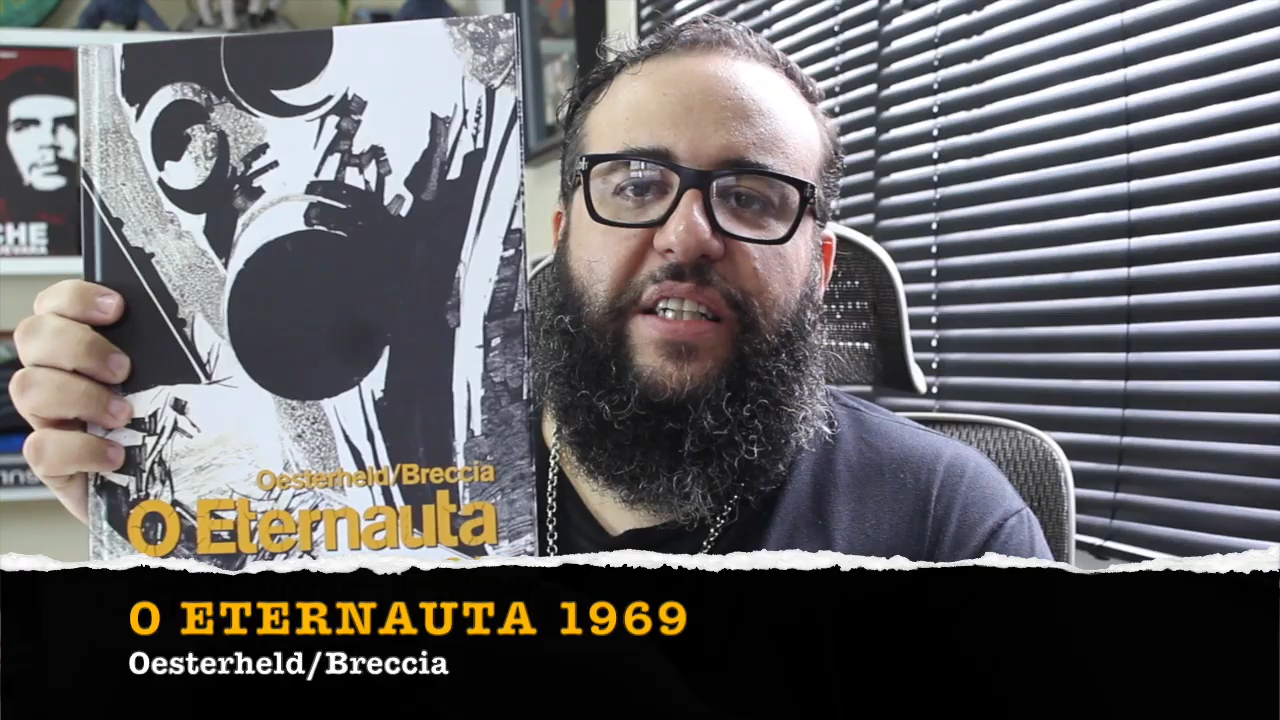 CHE
Oesterheld/Breccia
O Eternauta
O ETERNAUTA 1969
Oesterheld/Breccia